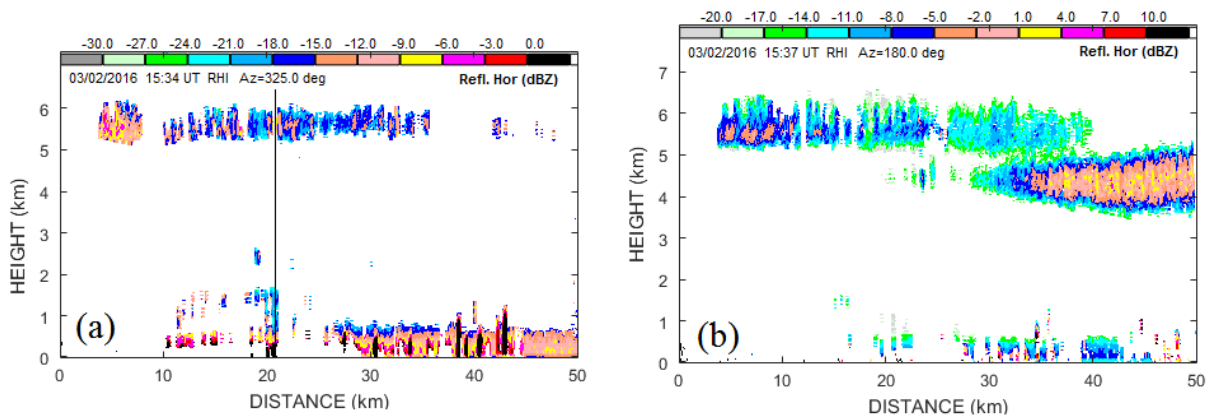 -30.0 -27.0 -24.0 -21.0 -18.0 -15.0 -12.0 -9.0 -6.0 -3.0 0.0
03/02/2016 15:34 UT RHI Az=325.0 deg Refl. Hor (dBZ)
HEIGHT (km)
6
5
4
3
2
1
0
(a)
0 10 20 30 40 50
DISTANCE (km)
-20.0 -17.0 -14.0 -11.0 -8.0 -5.0 -2.0 1.0 4.0 7.0 10.0
03/02/2016 15:37 UT RHI Az=180.0 deg Refl. Hor (dBZ)
HEIGHT (km)
7
6
5
4
3
2
1
0
(b)
0 10 20 30 40 50
DISTANCE (km)